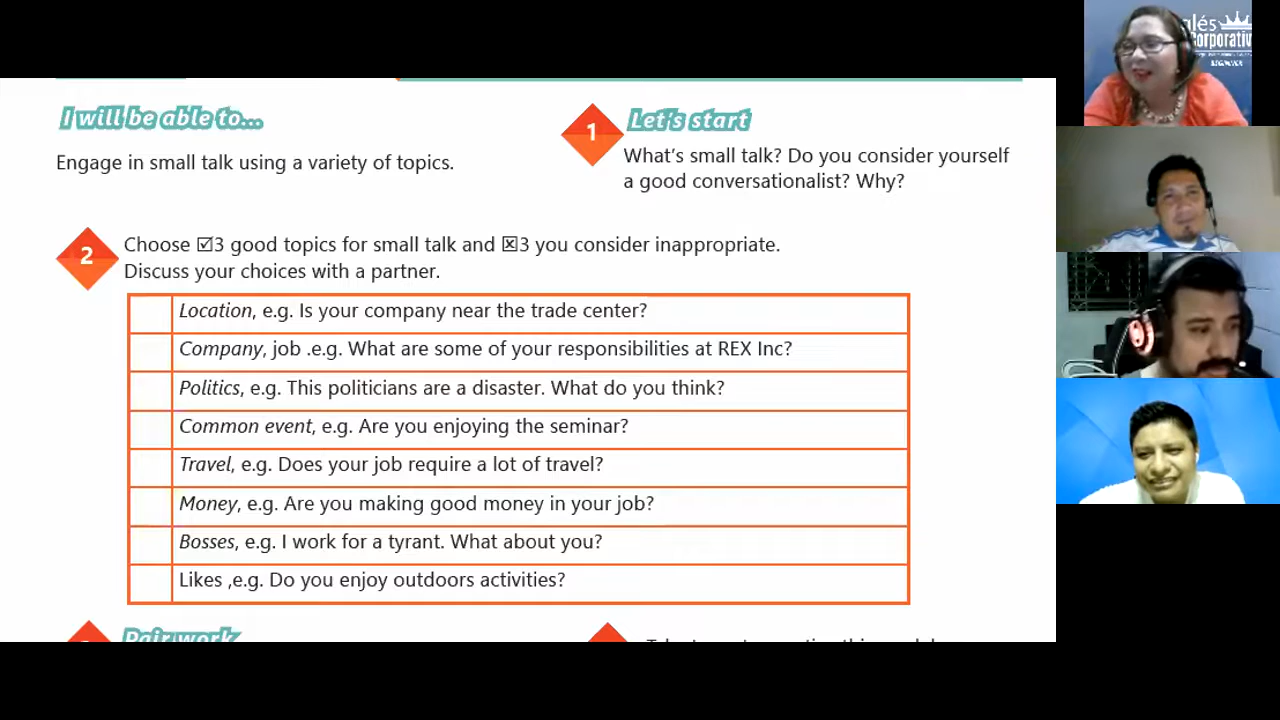 I will be able to...
Engage in small talk using a variety of topics.
1
Let's start
What's small talk? Do you consider yourself
a good conversationalist? Why?
2
Choose ☑3 good topics for small talk and ☒3 you consider inappropriate.
Discuss your choices with a partner.
Location, e.g. Is your company near the trade center?
Company, job .e.g. What are some of your responsibilities at REX Inc?
Politics, e.g. This politicians are a disaster. What do you think?
Common event, e.g. Are you enjoying the seminar?
Travel, e.g. Does your job require a lot of travel?
Money, e.g. Are you making good money in your job?
Bosses, e.g. I work for a tyrant. What about you?
Likes ,e.g. Do you enjoy outdoors activities?
Pair work